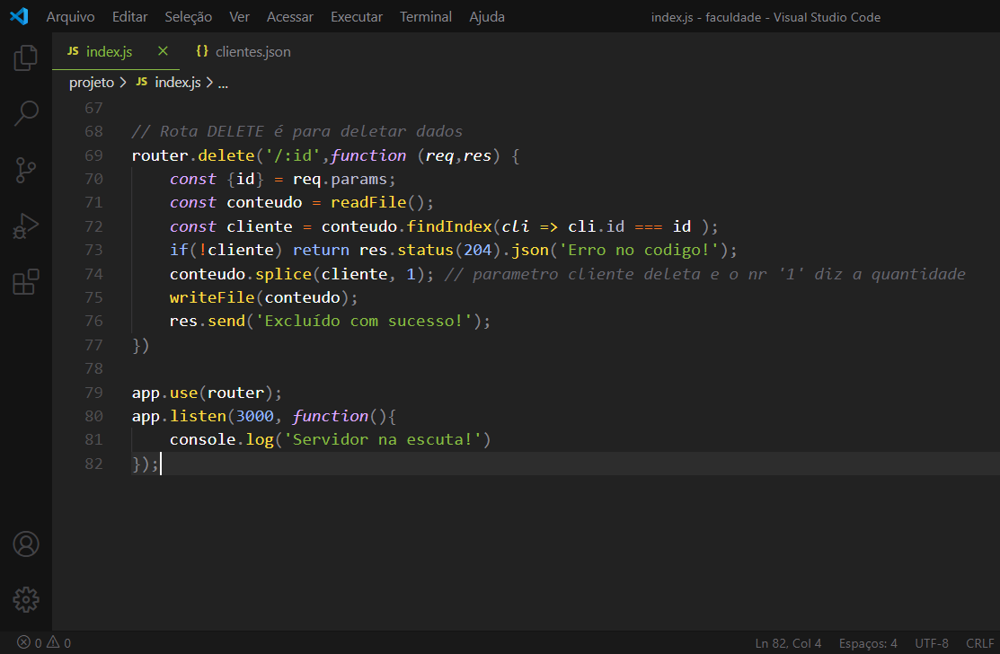 Arquivo Editar Seleção Ver Acessar Executar Terminal Ajuda index.js - faculdade - Visual Studio Code
JS index.js {} clientes.json
projeto > JS index.js > ...
67
68 // Rota DELETE é para deletar dados
69 router.delete('/:id',function (req,res) {
70     const {id} = req.params;
71     const conteudo = readFile();
72     const cliente = conteudo.findIndex(cli => cli.id === id );
73     if(!cliente) return res.status(204).json('Erro no codigo!');
74     conteudo.splice(cliente, 1); // parametro cliente deleta e o nr '1' diz a quantidade
75     writeFile(conteudo);
76     res.send('Excluído com sucesso!');
77 })
78
79 app.use(router);
80 app.listen(3000, function(){
81     console.log('Servidor na escuta!')
82 });
0 0 Ln 82, Col 4 Espaços: 4 UTF-8 CRLF